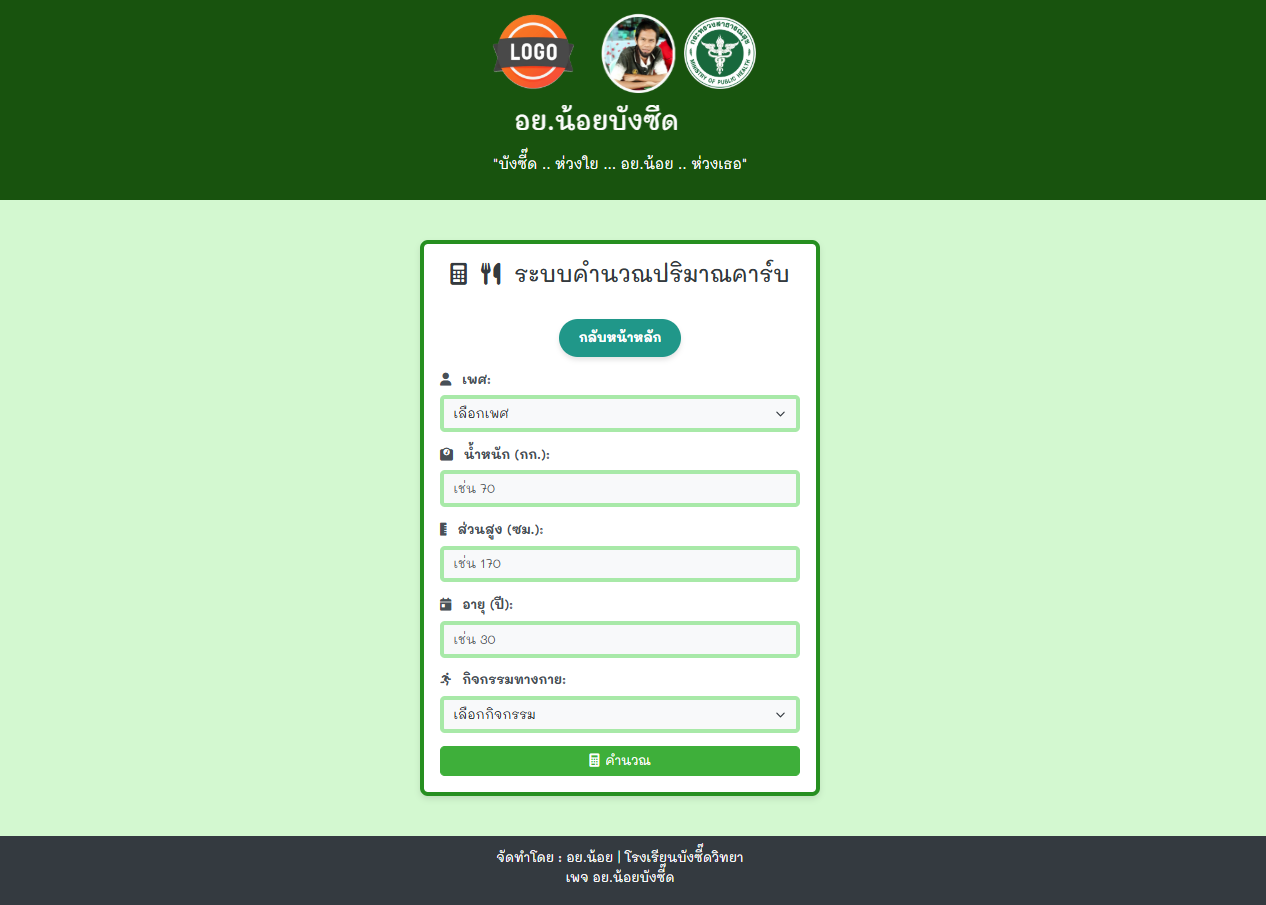 LOGO
กระทรวงสาธารณสุข
MINISTRY OF PUBLIC HEALTH
อย.น้อยบังซีด
"บังซี๊ด .. ห่วงใย ... อย.น้อย .. ห่วงเธอ"
ระบบคำนวณปริมาณคาร์บ
กลับหน้าหลัก
เพศ:
เลือกเพศ
น้ำหนัก (กก.):
เช่น 70
ส่วนสูง (ซม.):
เช่น 170
อายุ (ปี):
เช่น 30
กิจกรรมทางกาย:
เลือกกิจกรรม
คำนวณ
จัดทำโดย : อย.น้อย | โรงเรียนบังซี๊ดวิทยา
เพจ อย.น้อยบังซี๊ด